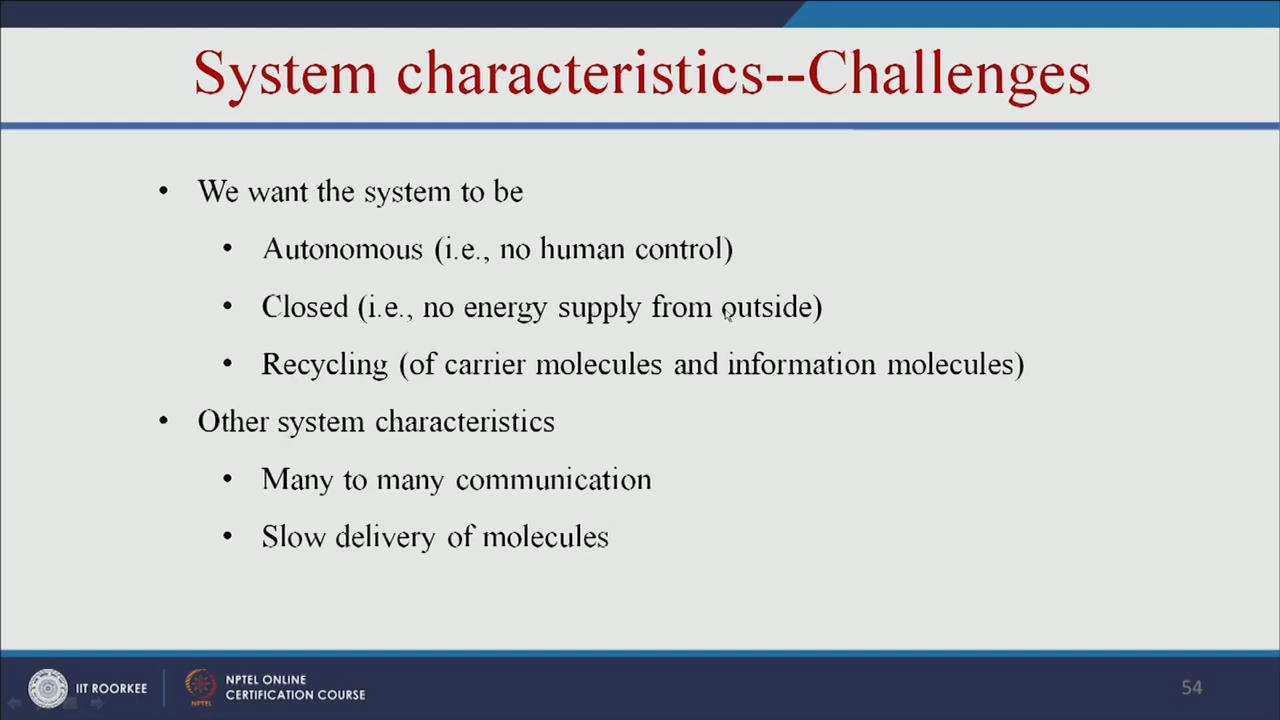 System characteristics--Challenges
• We want the system to be
• Autonomous (i.e., no human control)
• Closed (i.e., no energy supply from outside)
• Recycling (of carrier molecules and information molecules)
• Other system characteristics
• Many to many communication
• Slow delivery of molecules
IIT ROORKEE
NPTEL
NPTEL ONLINE
CERTIFICATION COURSE
54